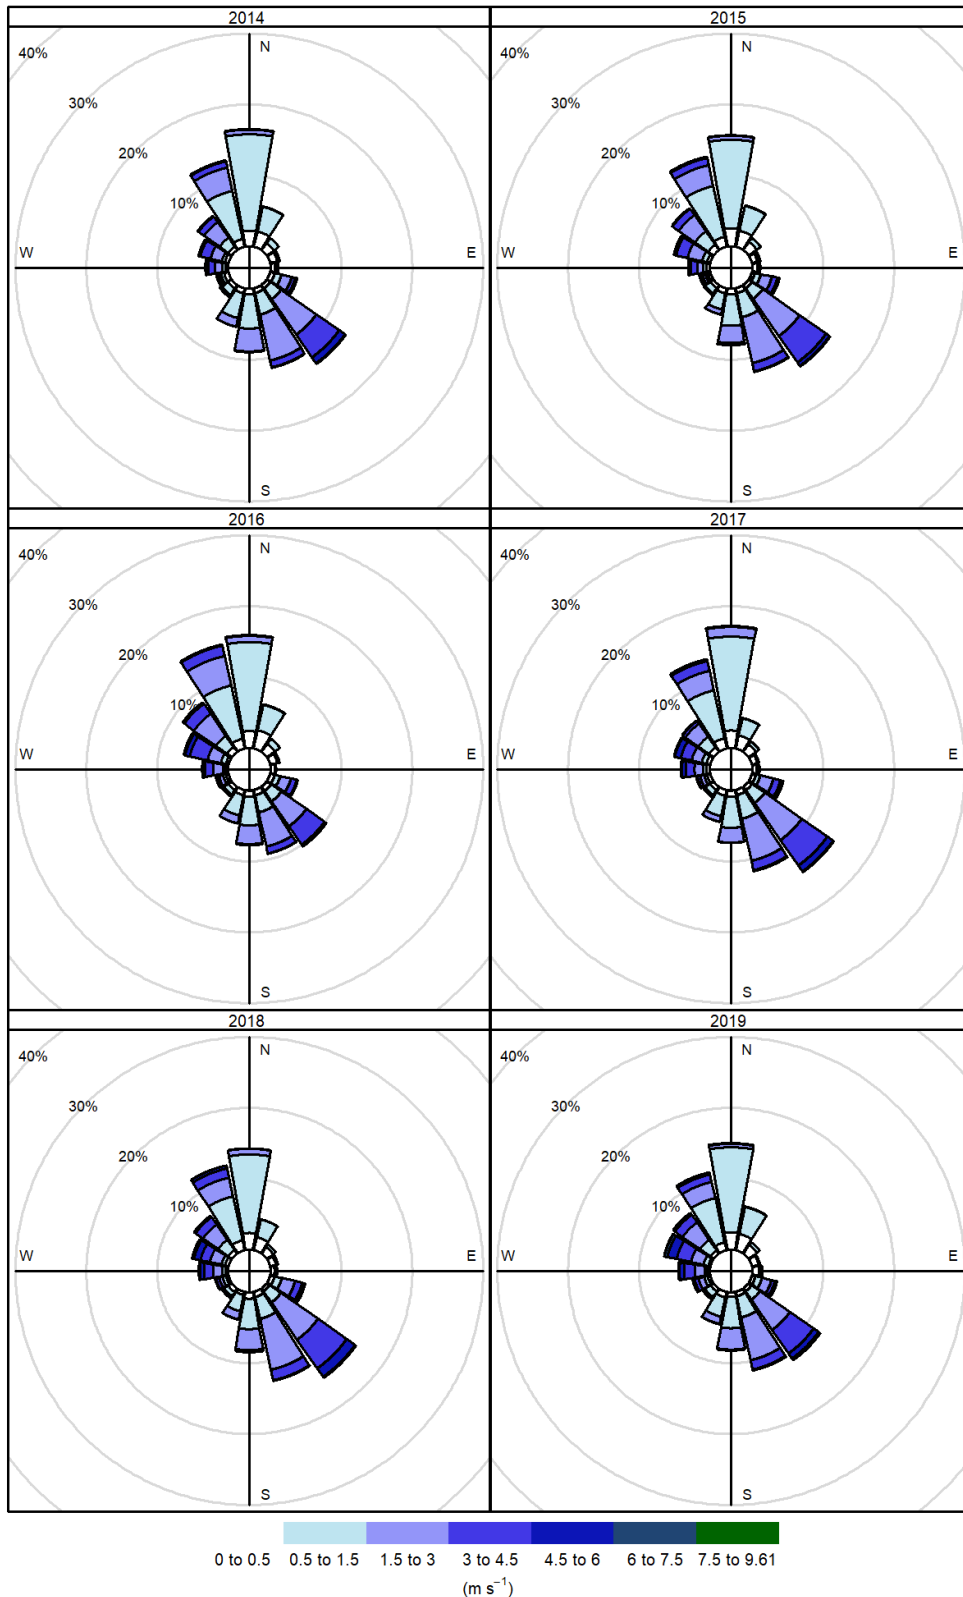 2014
2015
40%
N
40%
N
30%
30%
20%
20%
10%
10%
W
E
W
E
S
S
2016
2017
40%
N
40%
N
30%
30%
20%
20%
10%
10%
W
E
W
E
S
S
2018
2019
40%
N
40%
N
30%
30%
20%
20%
10%
10%
W
E
W
E
S
S
0 to 0.5 0.5 to 1.5 1.5 to 3 3 to 4.5 4.5 to 6 6 to 7.5 7.5 to 9.61
(m s⁻¹)